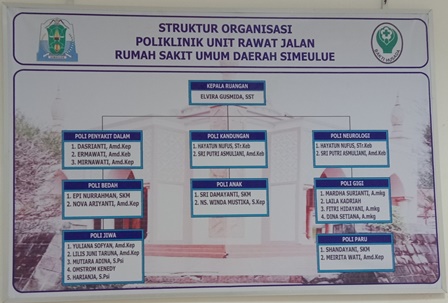 STRUKTUR ORGANISASI
POLIKLINIK UNIT RAWAT JALAN
RUMAH SAKIT UMUM DAERAH SIMEULUE
KEPALA RUANGAN
ELVIRA GUSMIDA, SST
POLI PENYAKIT DALAM
1. DASRIANTI, Amd.Kep
2. ERMAWATI, Amd.Keb
3. MIRNAWATI, Amd.Kep
POLI KANDUNGAN
1. HAYATUN NUFUS, STr.Keb
2. SRI PUTRI ASMULIANI, Amd.Keb
POLI NEUROLOGI
1. HAYATUN NUFUS, STr.Keb
2. SRI PUTRI ASMULIANI, Amd.Keb
POLI BEDAH
1. EPI NURRAHMAN, SKM
2. NOVA ARIYANTI, Amd.Kep
POLI ANAK
1. SRI DAMAYANTI, SKM
2. NS. WINDA MUSTIKA, S.Kep
POLI GIGI
1. MARDHA SURIANTI, A.mkg
2. LAILA KADRIAH
3. FITRI HIDAYANI, A.mkg
4. DINA SETIANA, A.mkg
POLI JIWA
1. YULIANA SOFYAN, Amd.Kep
2. LILIS JUNI TARUNA, Amd.Kep
3. MUTIARA ADINA, S.Psi
4. OMSTROM KENEDY
5. HARIANJA, S.Psi
POLI PARU
1. SHANDAYANI, SKM
2. MEIRITA WATI, Amd.Kep